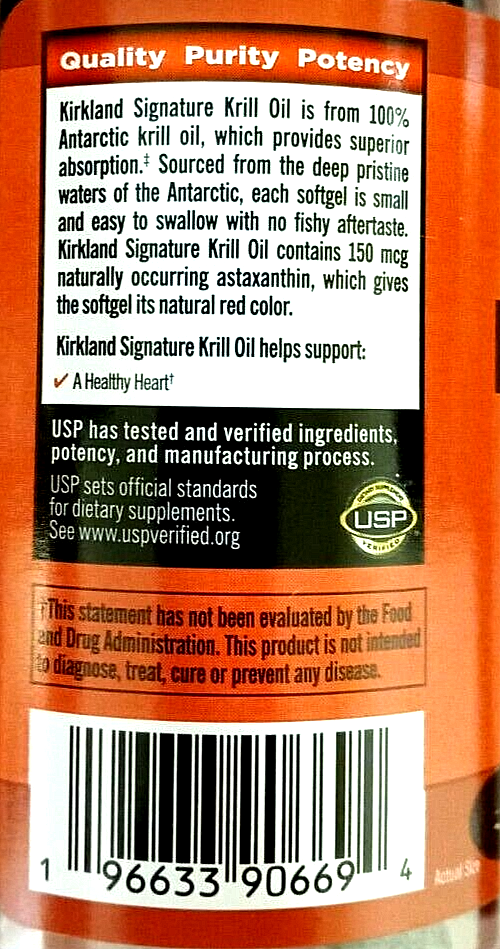 Quality Purity Potency
Kirkland Signature Krill Oil is from 100%
Antarctic krill oil, which provides superior
absorption.‡ Sourced from the deep pristine
waters of the Antarctic, each softgel is small
and easy to swallow with no fishy aftertaste.
Kirkland Signature Krill Oil contains 150 mcg
naturally occurring astaxanthin, which gives
the softgel its natural red color.
Kirkland Signature Krill Oil helps support:
✓ A Healthy Heart†
USP has tested and verified ingredients,
potency, and manufacturing process.
USP sets official standards
for dietary supplements.
See www.uspverified.org
USP
VERIFIED
†This statement has not been evaluated by the Food
and Drug Administration. This product is not intended
to diagnose, treat, cure or prevent any disease.
1 96633 90669 4
Actual Size